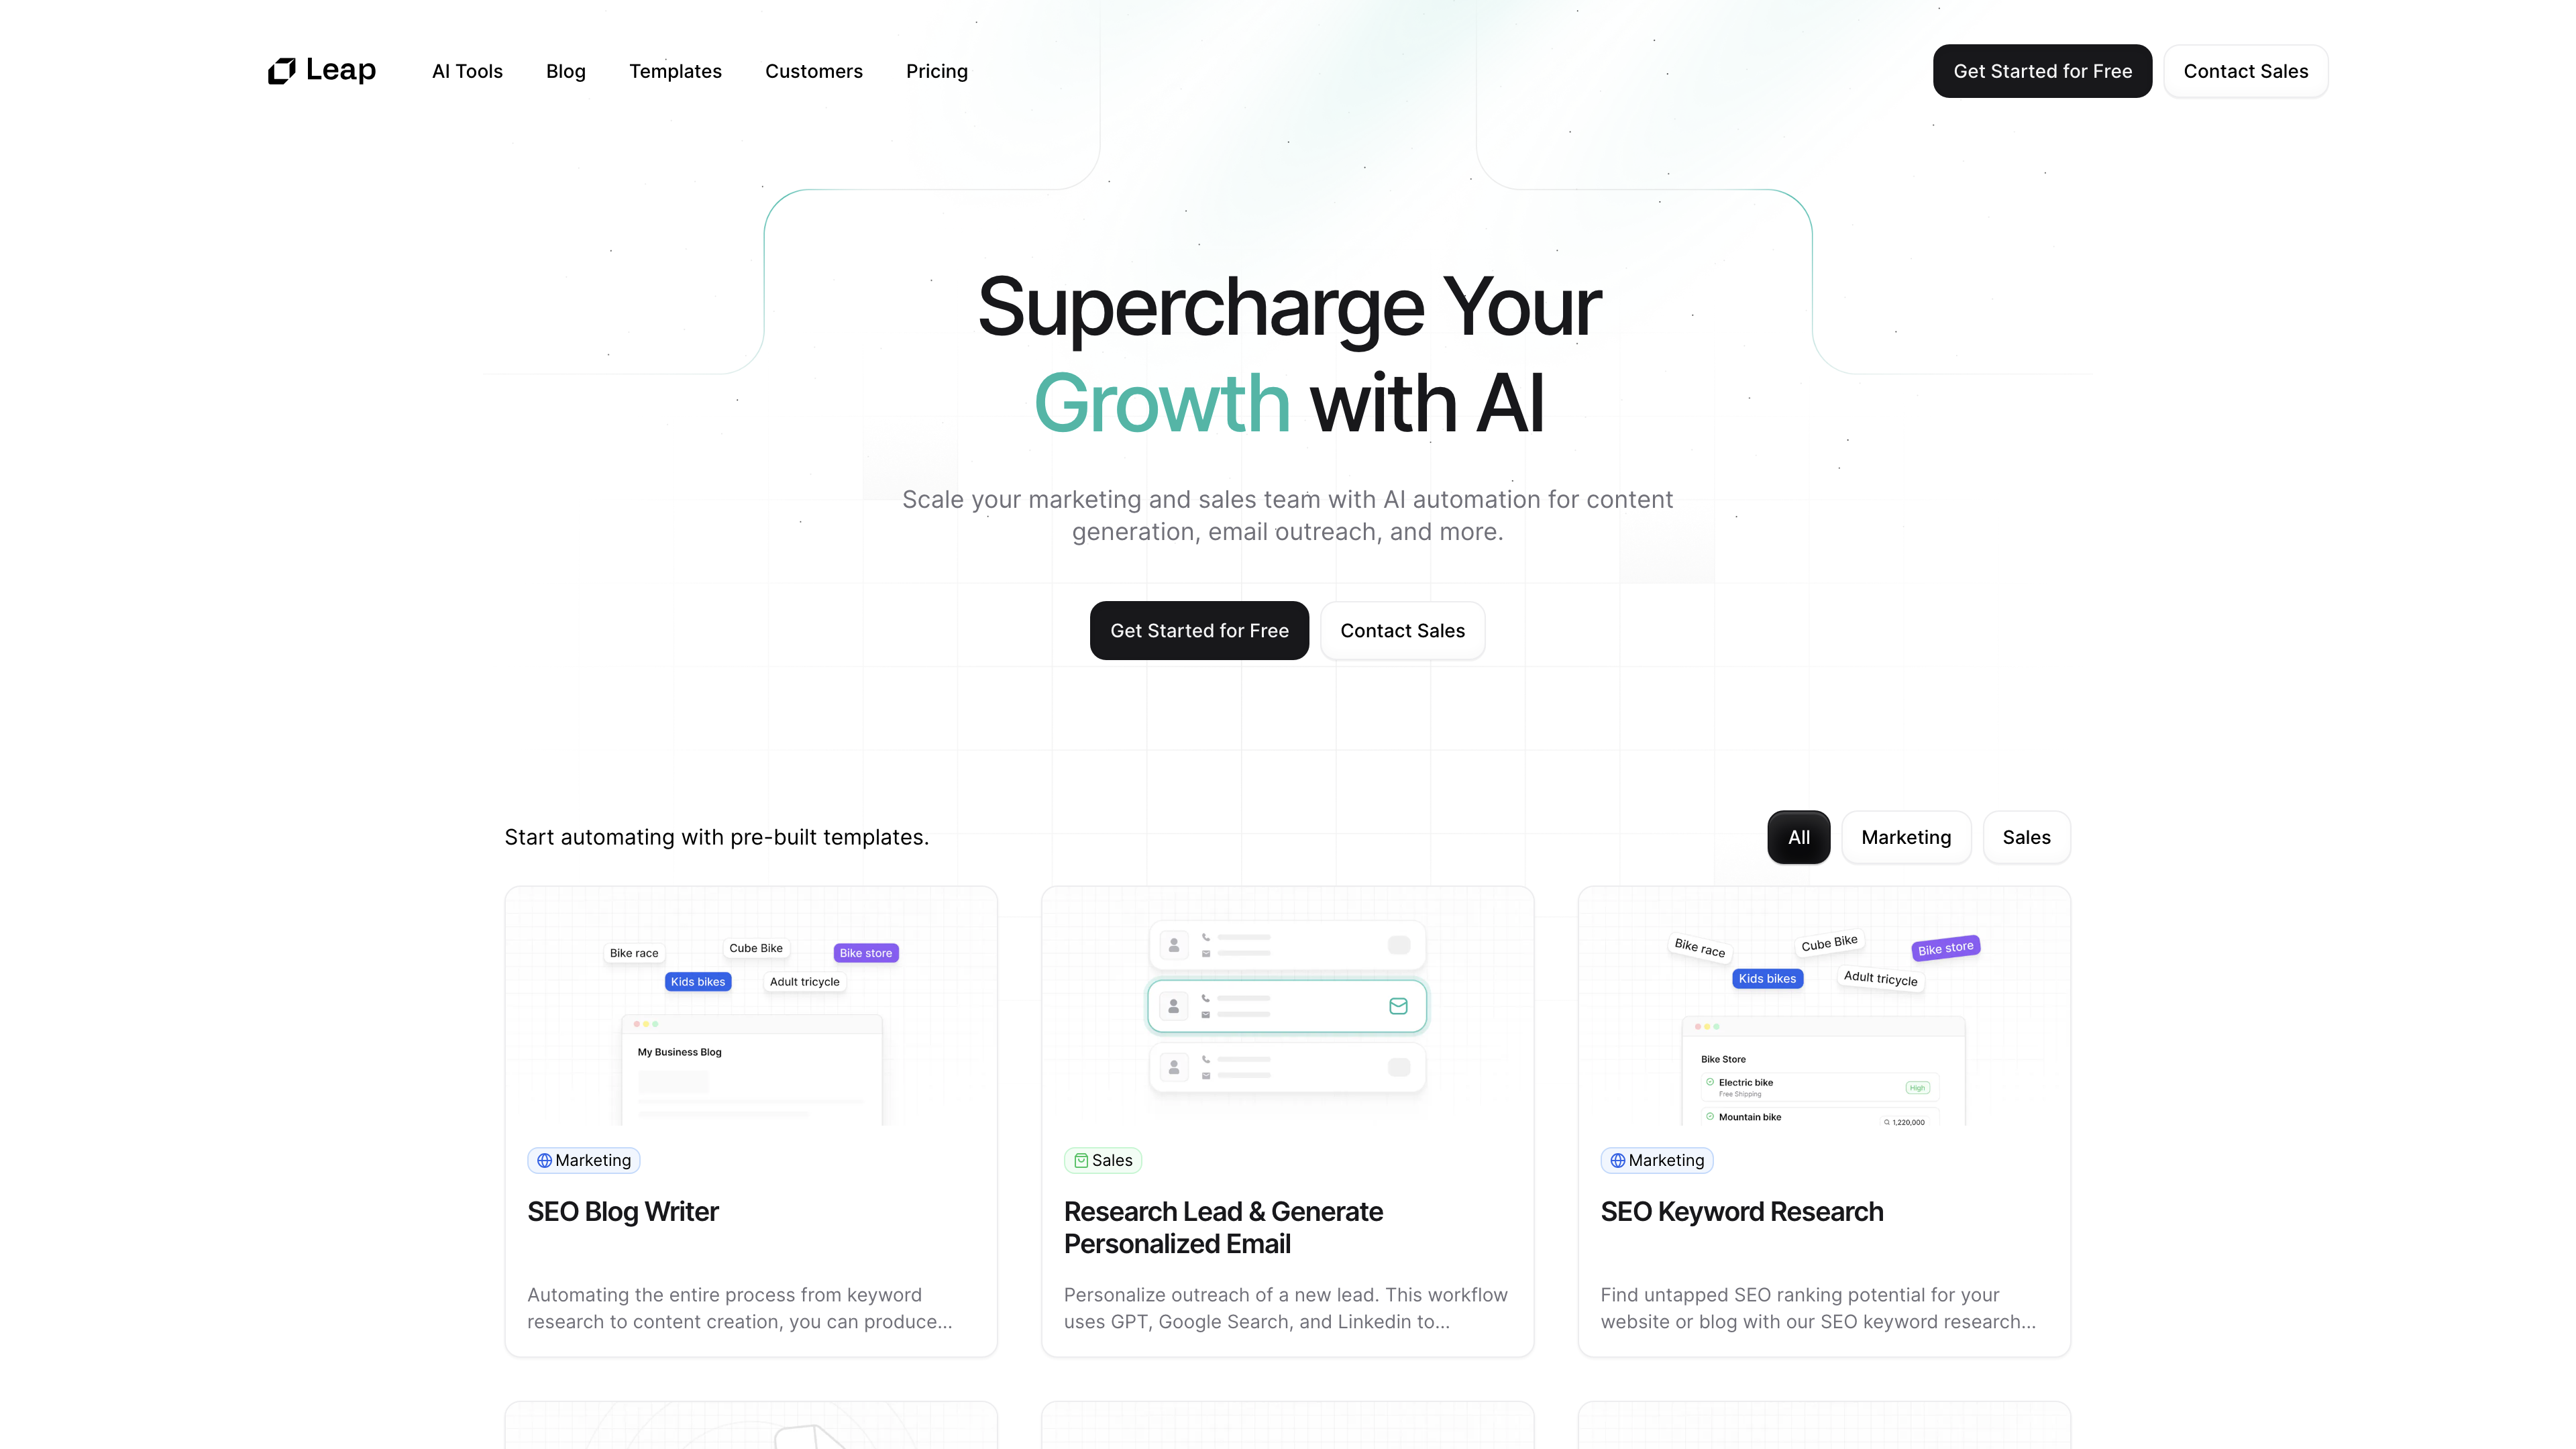 Leap
AI Tools
Blog
Templates
Customers
Pricing
Get Started for Free
Contact Sales
Supercharge Your
Growth with AI
Scale your marketing and sales team with AI automation for content
generation, email outreach, and more.
Get Started for Free
Contact Sales
Start automating with pre-built templates.
All
Marketing
Sales
Bike race
Cube Bike
Bike store
Kids bikes
Adult tricycle
My Business Blog
Marketing
SEO Blog Writer
Automating the entire process from keyword
research to content creation, you can produce...
Sales
Research Lead & Generate
Personalized Email
Personalize outreach of a new lead. This workflow
uses GPT, Google Search, and Linkedin to...
Bike race
Cube Bike
Bike store
Kids bikes
Adult tricycle
Bike Store
Electric bike
High
Free Shipping
Mountain bike
1,220,000
Marketing
SEO Keyword Research
Find untapped SEO ranking potential for your
website or blog with our SEO keyword research...